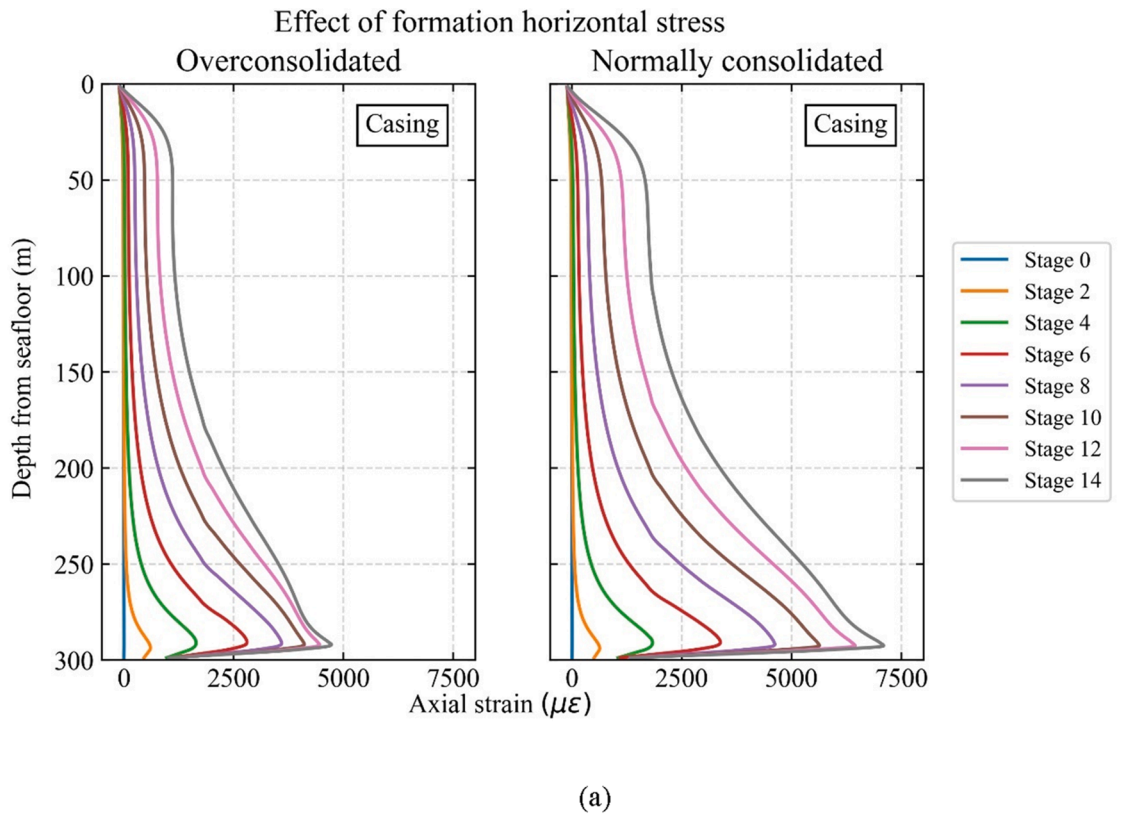 Effect of formation horizontal stress
Overconsolidated
Normally consolidated
Casing
Casing
Depth from seafloor (m)
0
50
100
150
200
250
300
0 2500 5000 7500
0 2500 5000 7500
Axial strain (με)
Stage 0
Stage 2
Stage 4
Stage 6
Stage 8
Stage 10
Stage 12
Stage 14
(a)